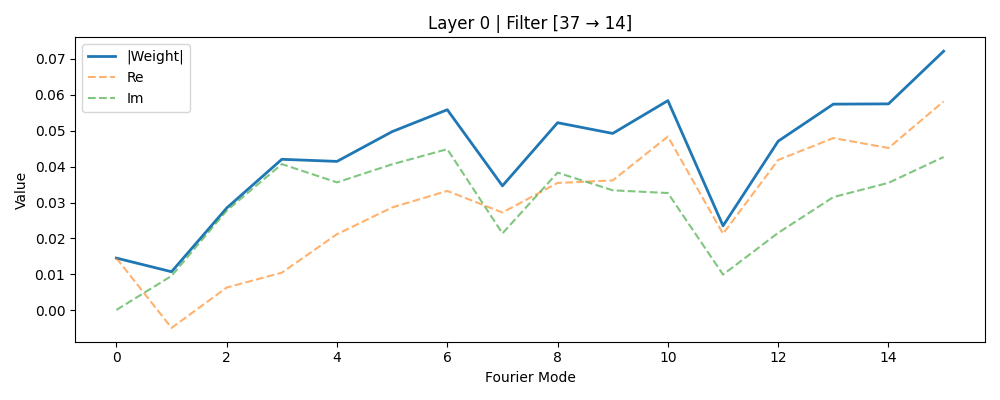 Layer 0 | Filter [37 → 14]
|Weight|
Re
Im
Value
0.07
0.06
0.05
0.04
0.03
0.02
0.01
0.00
0 2 4 6 8 10 12 14
Fourier Mode